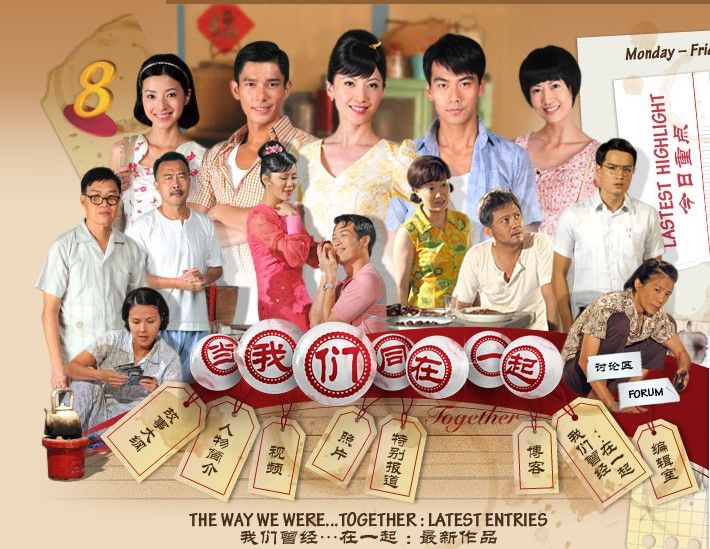 8
福
Monday – Frid
LASTEST HIGHLIGHT
今日重点
当我们同在一起
Together
讨论区
FORUM
故事大纲
人物简介
视频
照片
特别报道
博客
我们曾经:在一起
编辑室
THE WAY WE WERE...TOGETHER : LATEST ENTRIES
我们曾经…在一起：最新作品